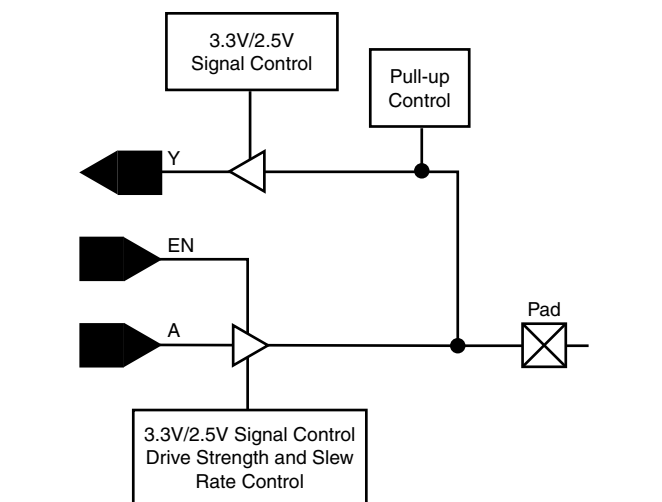 3.3V/2.5V
Signal Control
Pull-up
Control
Y
EN
A
Pad
3.3V/2.5V Signal Control
Drive Strength and Slew
Rate Control